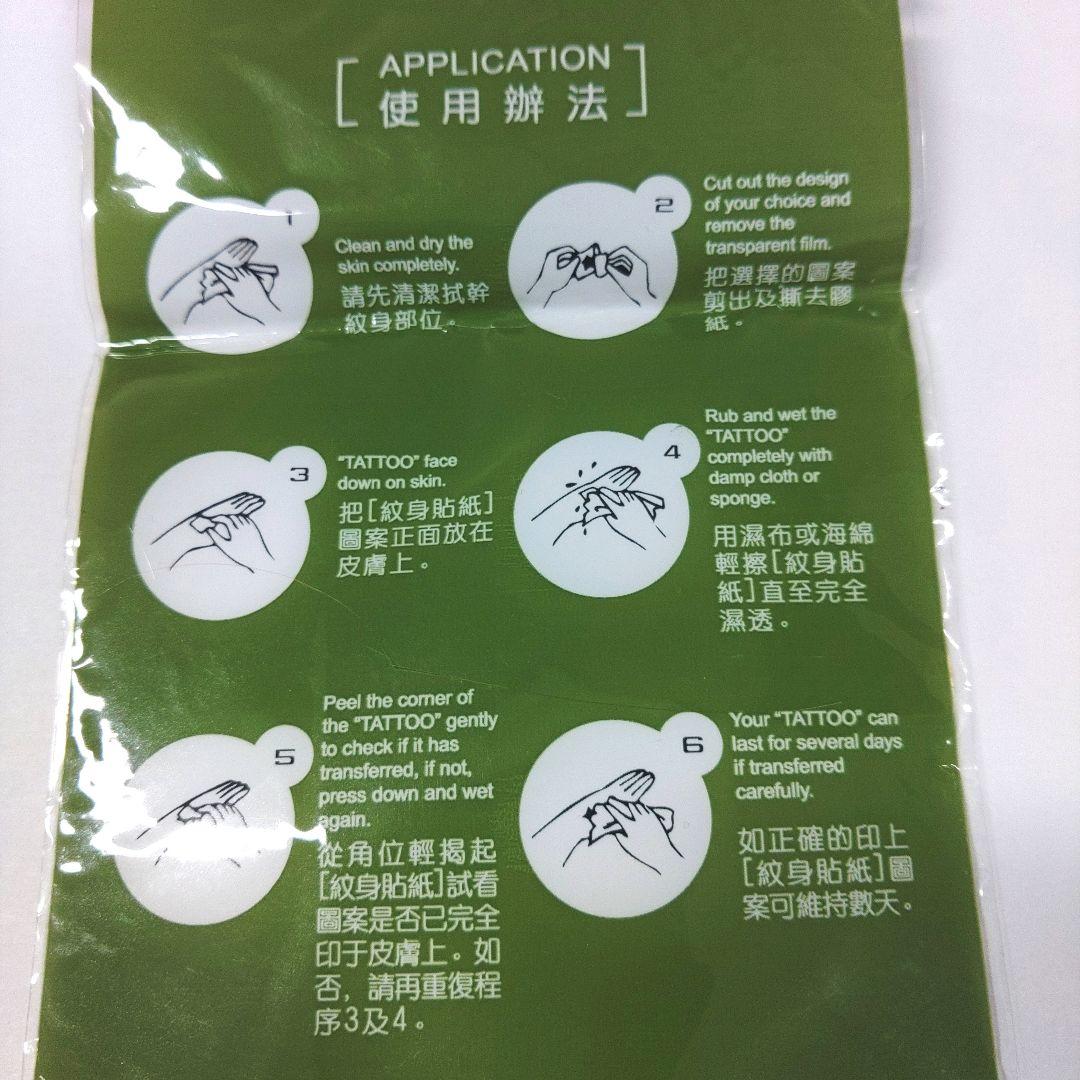 APPLICATION
使用辦法
1
Clean and dry the
skin completely.
請先清潔拭幹
紋身部位。
2
Cut out the design
of your choice and
remove the
transparent film.
把選擇的圖案
剪出及撕去膠
紙。
3
"TATTOO" face
down on skin.
把[紋身貼紙]
圖案正面放在
皮膚上。
4
Rub and wet the
"TATTOO"
completely with
damp cloth or
sponge.
用濕布或海綿
輕擦[紋身貼
紙]直至完全
濕透。
5
Peel the corner of
the "TATTOO" gently
to check if it has
transferred, if not,
press down and wet
again.
從角位輕揭起
[紋身貼紙]試看
圖案是否已完全
印于皮膚上。如
否,請再重復程
序3及4。
6
Your "TATTOO" can
last for several days
if transferred
carefully.
如正確的印上
[紋身貼紙]圖
案可維持數天。